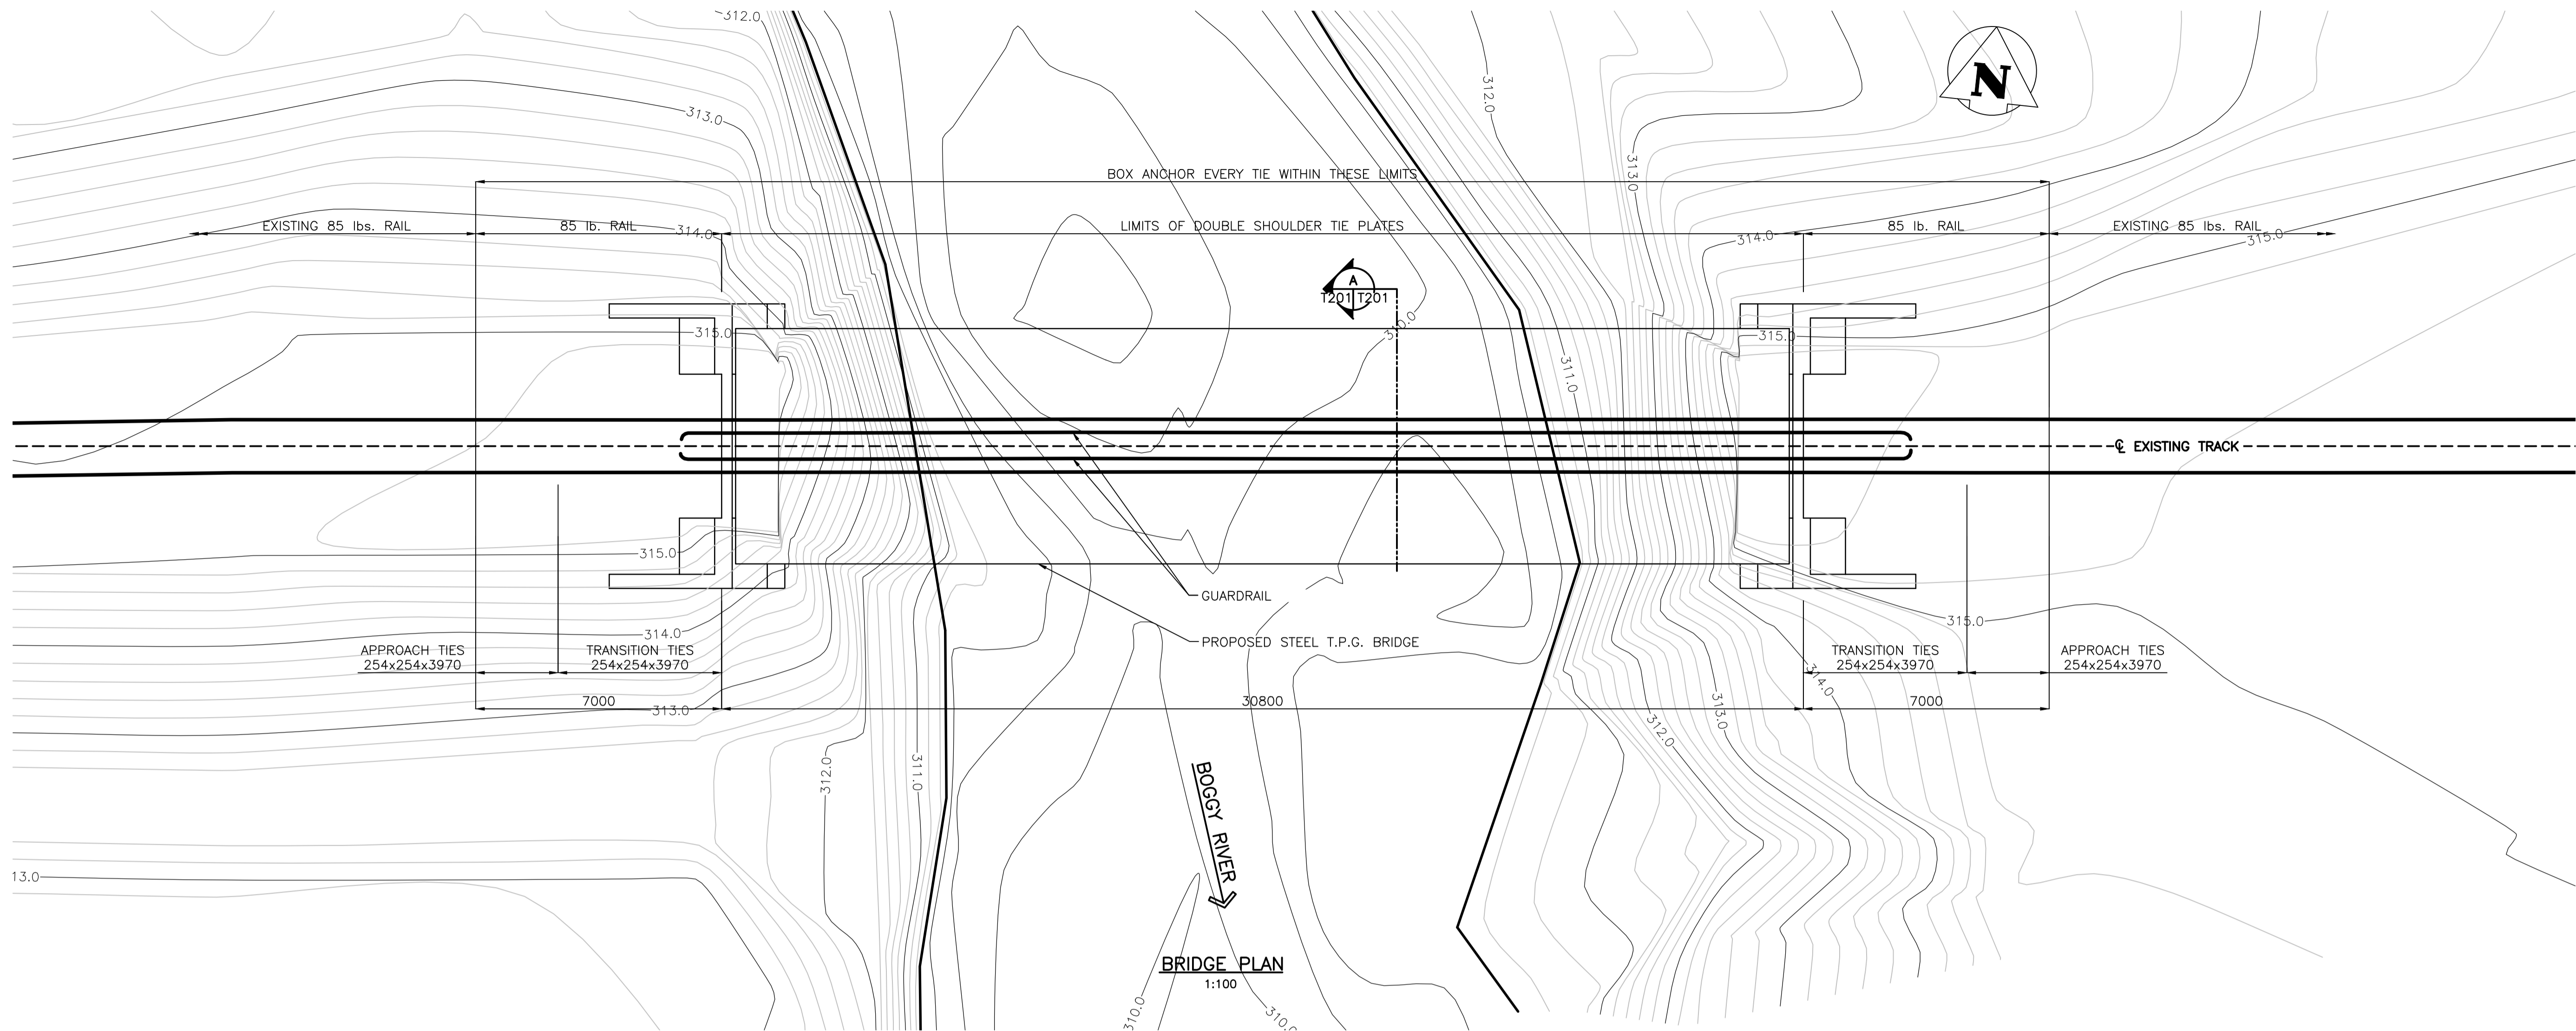 312.0
N
312.0
313.0
313.0
BOX ANCHOR EVERY TIE WITHIN THESE LIMITS
EXISTING 85 lbs. RAIL
85 lb. RAIL
314.0
LIMITS OF DOUBLE SHOULDER TIE PLATES
314.0
85 lb. RAIL
EXISTING 85 lbs. RAIL
315.0
A
T201 T201
310.0
315.0
315.0
311.0
℄ EXISTING TRACK
315.0
GUARDRAIL
315.0
314.0
PROPOSED STEEL T.P.G. BRIDGE
APPROACH TIES
254x254x3970
TRANSITION TIES
254x254x3970
TRANSITION TIES
254x254x3970
APPROACH TIES
254x254x3970
314.0
7000
313.0
30800
7000
313.0
312.0
312.0
311.0
BOGGY RIVER
13.0
BRIDGE PLAN
1:100
310.0
310.0